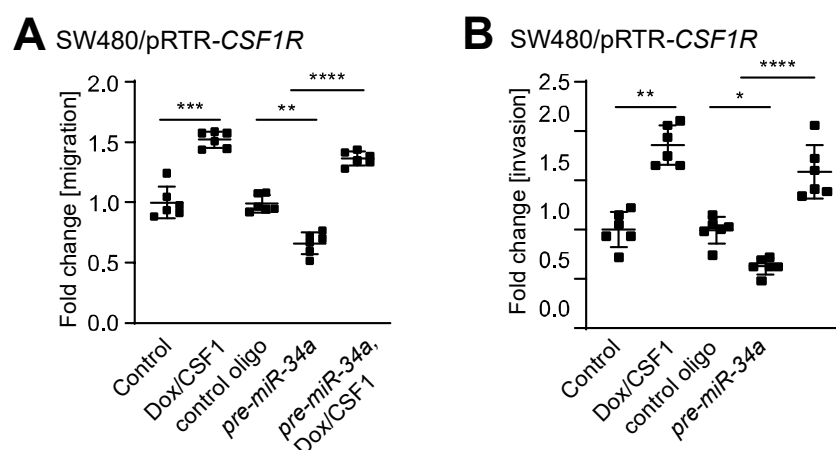 A SW480/pRTR-CSF1R
Fold change [migration]
2.0
1.5
1.0
0.5
0.0
***
**
****
Control
Dox/CSF1
control oligo
pre-miR-34a
pre-miR-34a,
Dox/CSF1
B SW480/pRTR-CSF1R
Fold change [invasion]
2.5
2.0
1.5
1.0
0.5
0.0
**
*
****
Control
Dox/CSF1
control oligo
pre-miR-34a